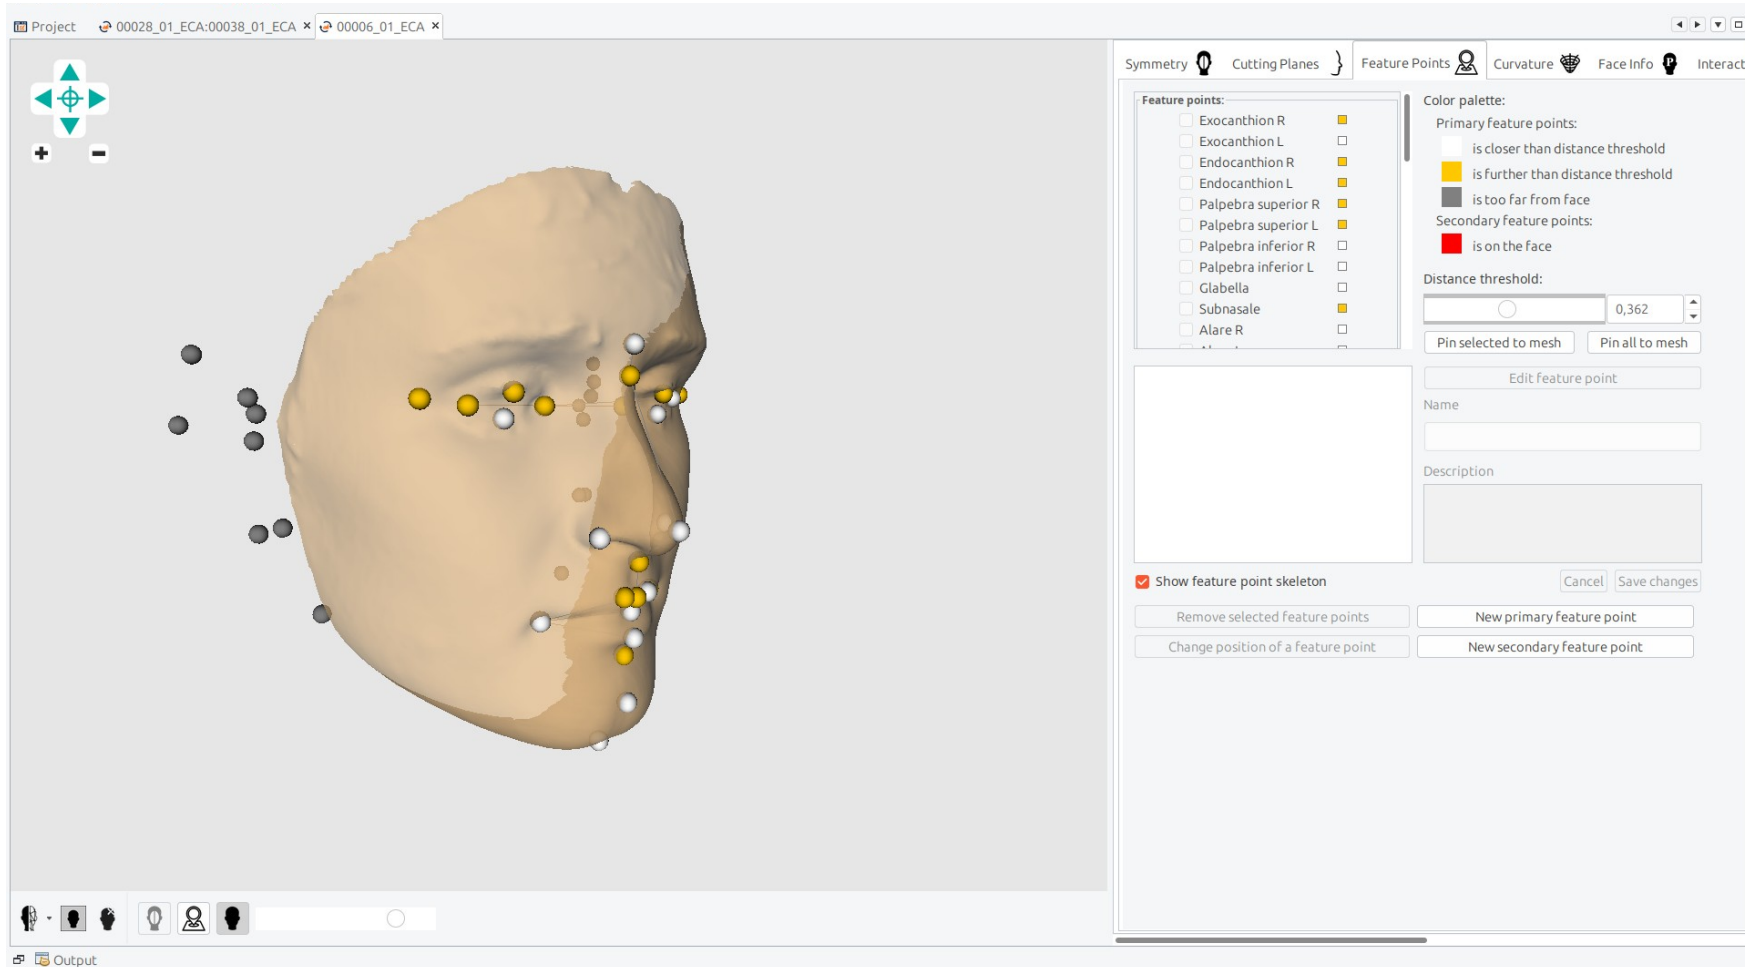 Project 00028_01_ECA:00038_01_ECA × 00006_01_ECA ×
Symmetry Cutting Planes Feature Points Curvature Face Info P Interact
Feature points:
Exocanthion R
Exocanthion L
Endocanthion R
Endocanthion L
Palpebra superior R
Palpebra superior L
Palpebra inferior R
Palpebra inferior L
Glabella
Subnasale
Alare R
Color palette:
Primary feature points:
is closer than distance threshold
is further than distance threshold
is too far from face
Secondary feature points:
is on the face
Distance threshold:
0,362
Pin selected to mesh Pin all to mesh
Edit feature point
Name
Description
Show feature point skeleton
Cancel Save changes
Remove selected feature points New primary feature point
Change position of a feature point New secondary feature point
Output